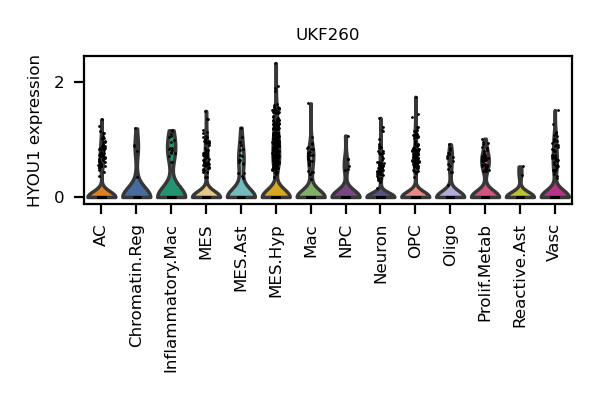 UKF260
HYOU1 expression
2
0
AC
Chromatin.Reg
Inflammatory.Mac
MES
MES.Ast
MES.Hyp
Mac
NPC
Neuron
OPC
Oligo
Prolif.Metab
Reactive.Ast
Vasc